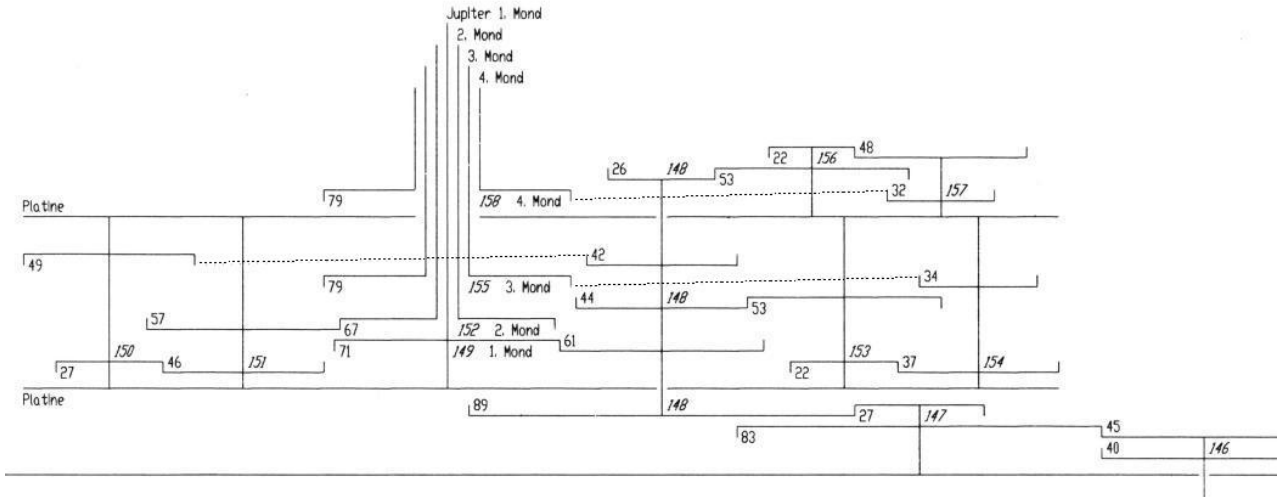 Jupiter 1. Mond
2. Mond
3. Mond
4. Mond
22 156 48
26 148 53
79 158 4. Mond 32 157
Platine
49 42
79 155 3. Mond 34
44 148 53
57 67 152 2. Mond
71 149 1. Mond 61
27 150 46 151 22 153 37 154
Platine
89 148 27 147
83 45
40 146